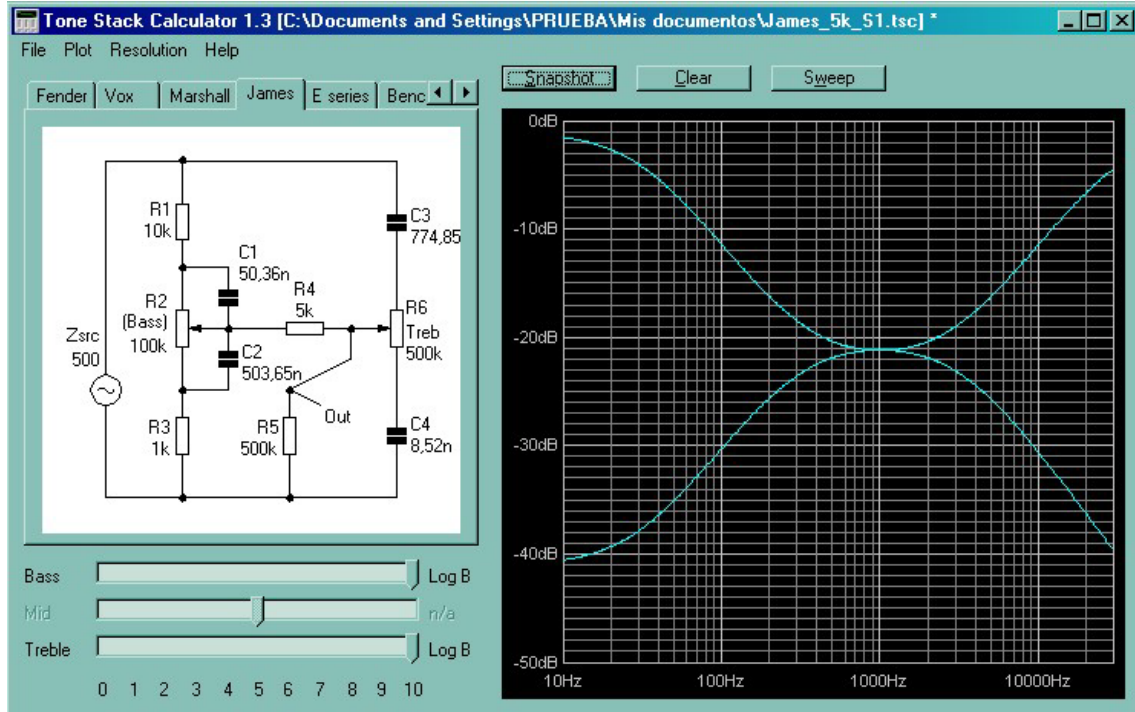 Tone Stack Calculator 1.3 [C:\Documents and Settings\PRUEBA\Mis documentos\James_5k_S1.tsc] *
File Plot Resolution Help
Snapshot Clear Sweep
Fender Vox Marshall James E series Benc
R1
10k
C3
774,85
C1
50,36n
R4
5k
R2
(Bass)
100k
R6
Treb
500k
Zsrc
500
C2
503,65n
Out
R3
1k
R5
500k
C4
8,52n
Bass Log B
Mid n/a
Treble Log B
0 1 2 3 4 5 6 7 8 9 10
0dB
-10dB
-20dB
-30dB
-40dB
-50dB
10Hz 100Hz 1000Hz 10000Hz